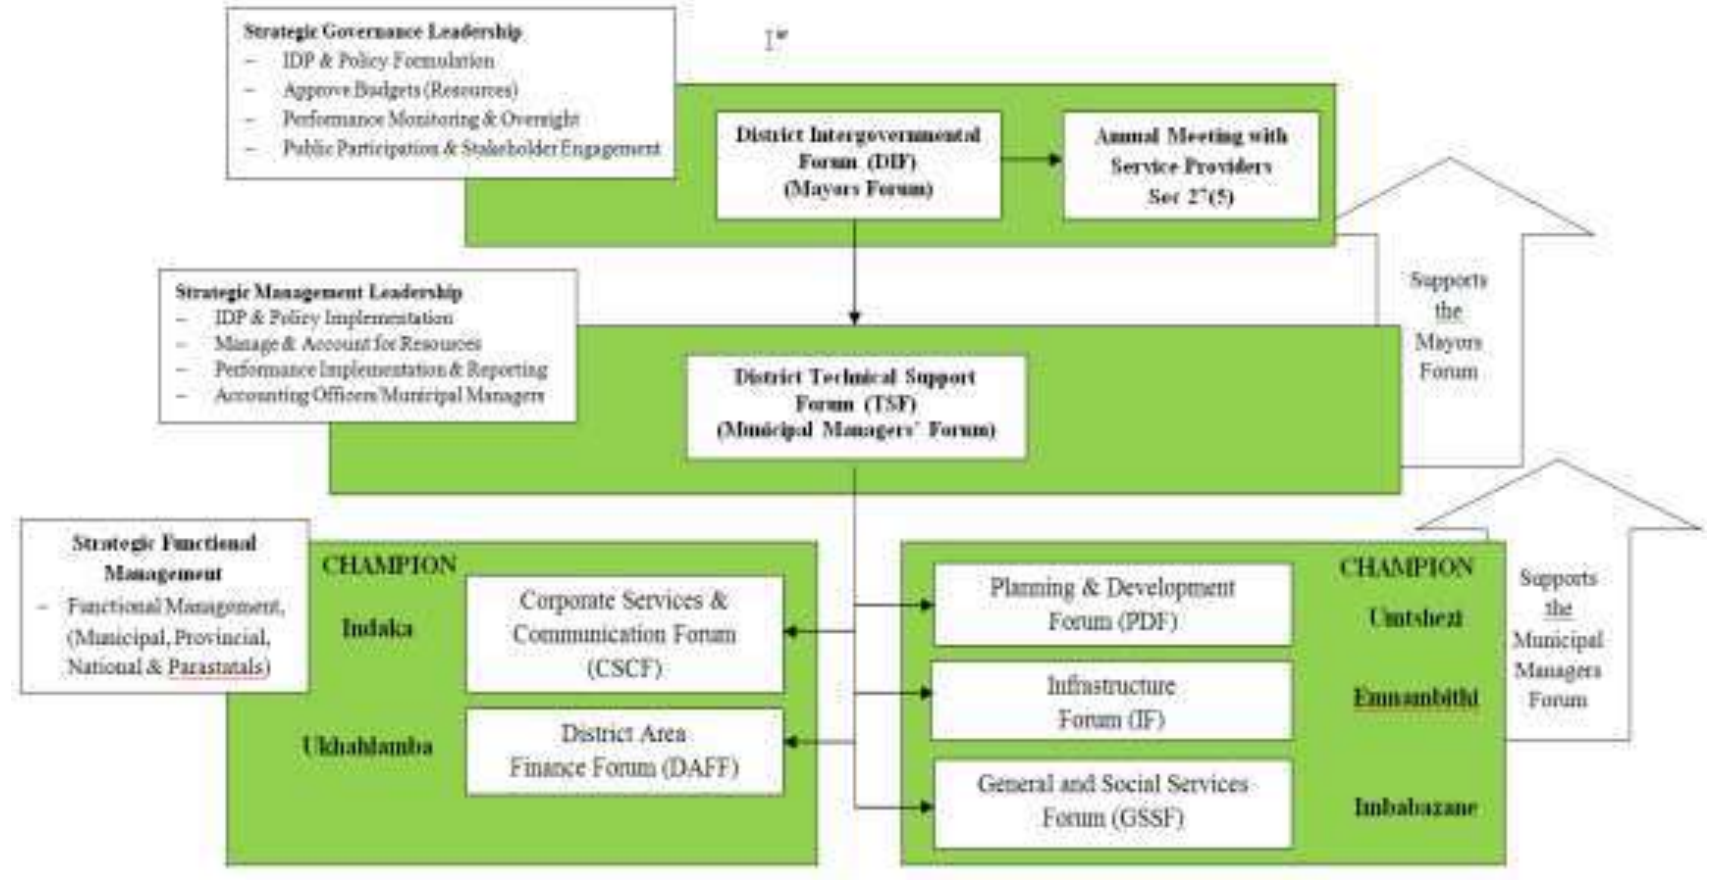 Strategic Governance Leadership
– IDP & Policy Formulation
– Approve Budgets (Resources)
– Performance Monitoring & Oversight
– Public Participation & Stakeholder Engagement
District Intergovernmental
Forum (DIF)
(Mayors Forum)
Annual Meeting with
Service Providers
Sec 27(5)
Supports
the
Mayors
Forum
Strategic Management Leadership
– IDP & Policy Implementation
– Manage & Account for Resources
– Performance Implementation & Reporting
– Accounting Officers/Municipal Managers
District Technical Support
Forum (TSF)
(Municipal Managers' Forum)
Strategic Functional
Management
– Functional Management,
(Municipal, Provincial,
National & Parastatals)
CHAMPION
Indaka
Corporate Services &
Communication Forum
(CSCF)
Ukhahlamba
District Area
Finance Forum (DAFF)
Planning & Development
Forum (PDF)
CHAMPION
Umtshezi
Infrastructure
Forum (IF)
Emnambithi
General and Social Services
Forum (GSSF)
Imbabazane
Supports
the
Municipal
Managers
Forum